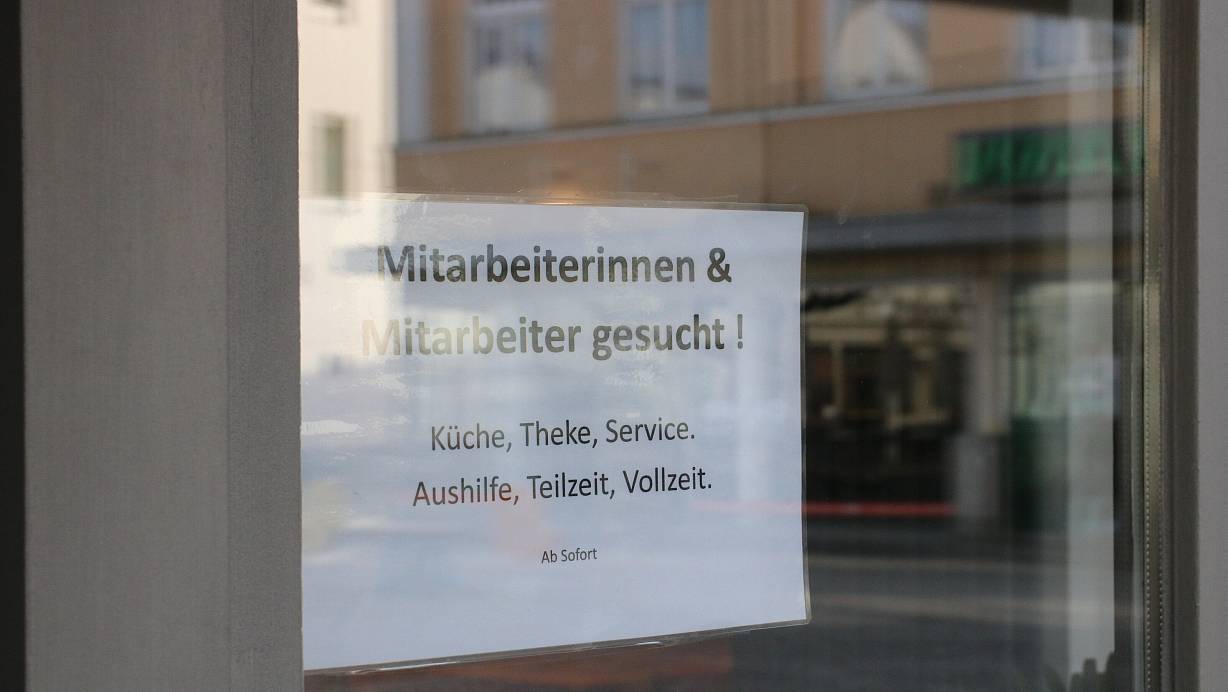 Mitarbeiterinnen &
Mitarbeiter gesucht !
Küche, Theke, Service.
Aushilfe, Teilzeit, Vollzeit.
Ab Sofort